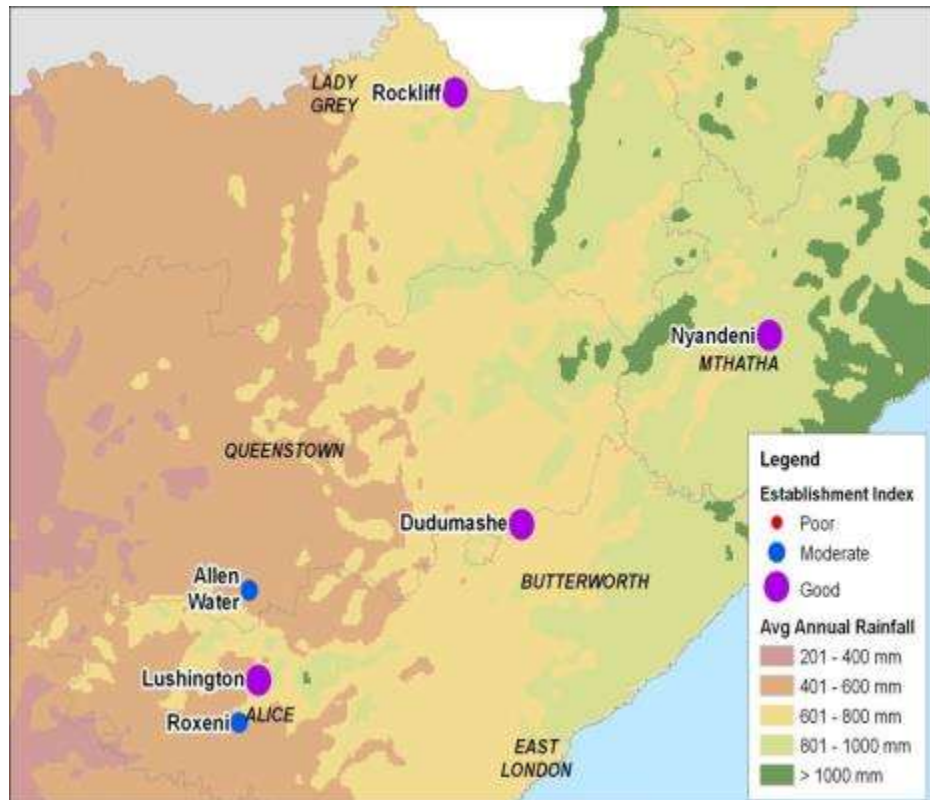 LADY
GREY
Rockliff
Nyandeni
MTHATHA
QUEENSTOWN
Dudumashe
BUTTERWORTH
Allen
Water
Lushington
ALICE
Roxeni
EAST
LONDON
Legend
Establishment Index
Poor
Moderate
Good
Avg Annual Rainfall
201 - 400 mm
401 - 600 mm
601 - 800 mm
801 - 1000 mm
> 1000 mm